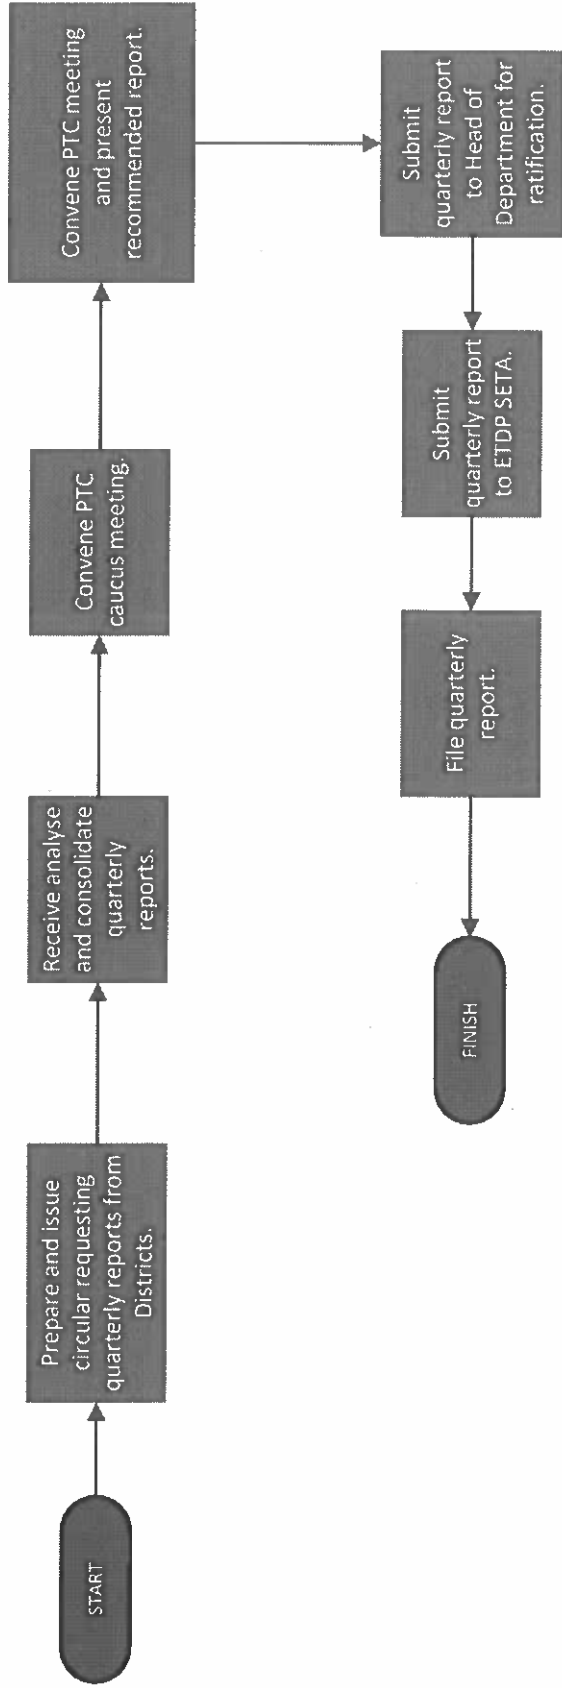 START
Prepare and issue
circular requesting
quarterly reports from
Districts.
Receive analyse
and consolidate
quarterly
reports.
Convene PTC
caucus meeting.
Convene PTC meeting
and present
recommended report.
Submit
quarterly report
to Head of
Department for
ratification.
Submit
quarterly report
to ETDP SETA.
File quarterly
report.
FINISH